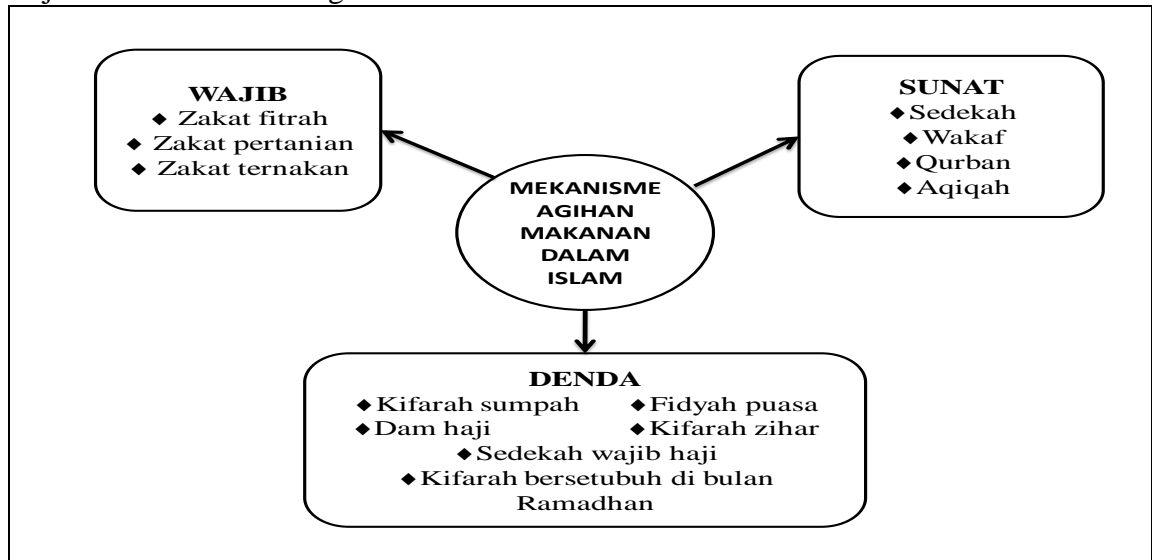 WAJIB
◆ Zakat fitrah
◆ Zakat pertanian
◆ Zakat ternakan
SUNAT
◆Sedekah
◆Wakaf
◆Qurban
◆Aqiqah
MEKANISME
AGIHAN
MAKANAN
DALAM
ISLAM
DENDA
◆Kifarah sumpah ◆Fidyah puasa
◆Dam haji ◆Kifarah zihar
◆Sedekah wajib haji
◆Kifarah bersetubuh di bulan
Ramadhan